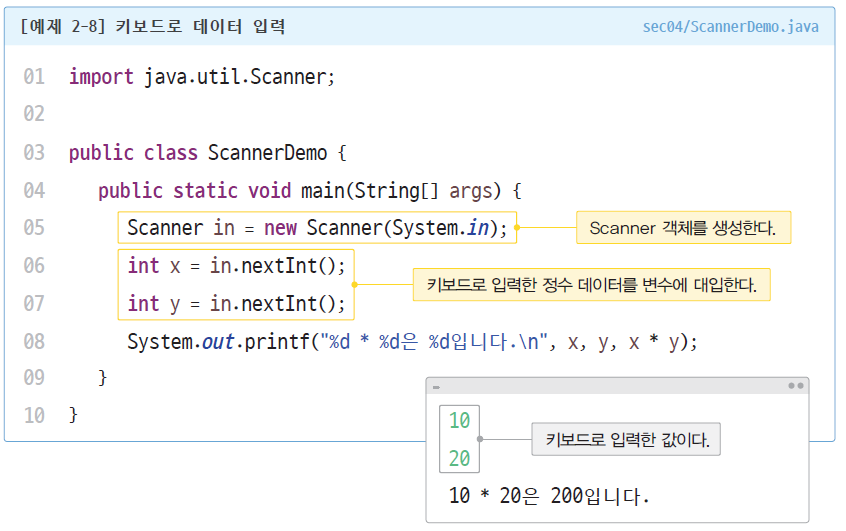 [예제 2-8] 키보드로 데이터 입력 sec04/ScannerDemo.java
01 import java.util.Scanner;
02
03 public class ScannerDemo {
04 public static void main(String[] args) {
05 Scanner in = new Scanner(System.in); Scanner 객체를 생성한다.
06 int x = in.nextInt();
키보드로 입력한 정수 데이터를 변수에 대입한다.
07 int y = in.nextInt();
08 System.out.printf("%d * %d은 %d입니다.\n", x, y, x * y);
09 }
10 }
10
키보드로 입력한 값이다.
20
10 * 20은 200입니다.